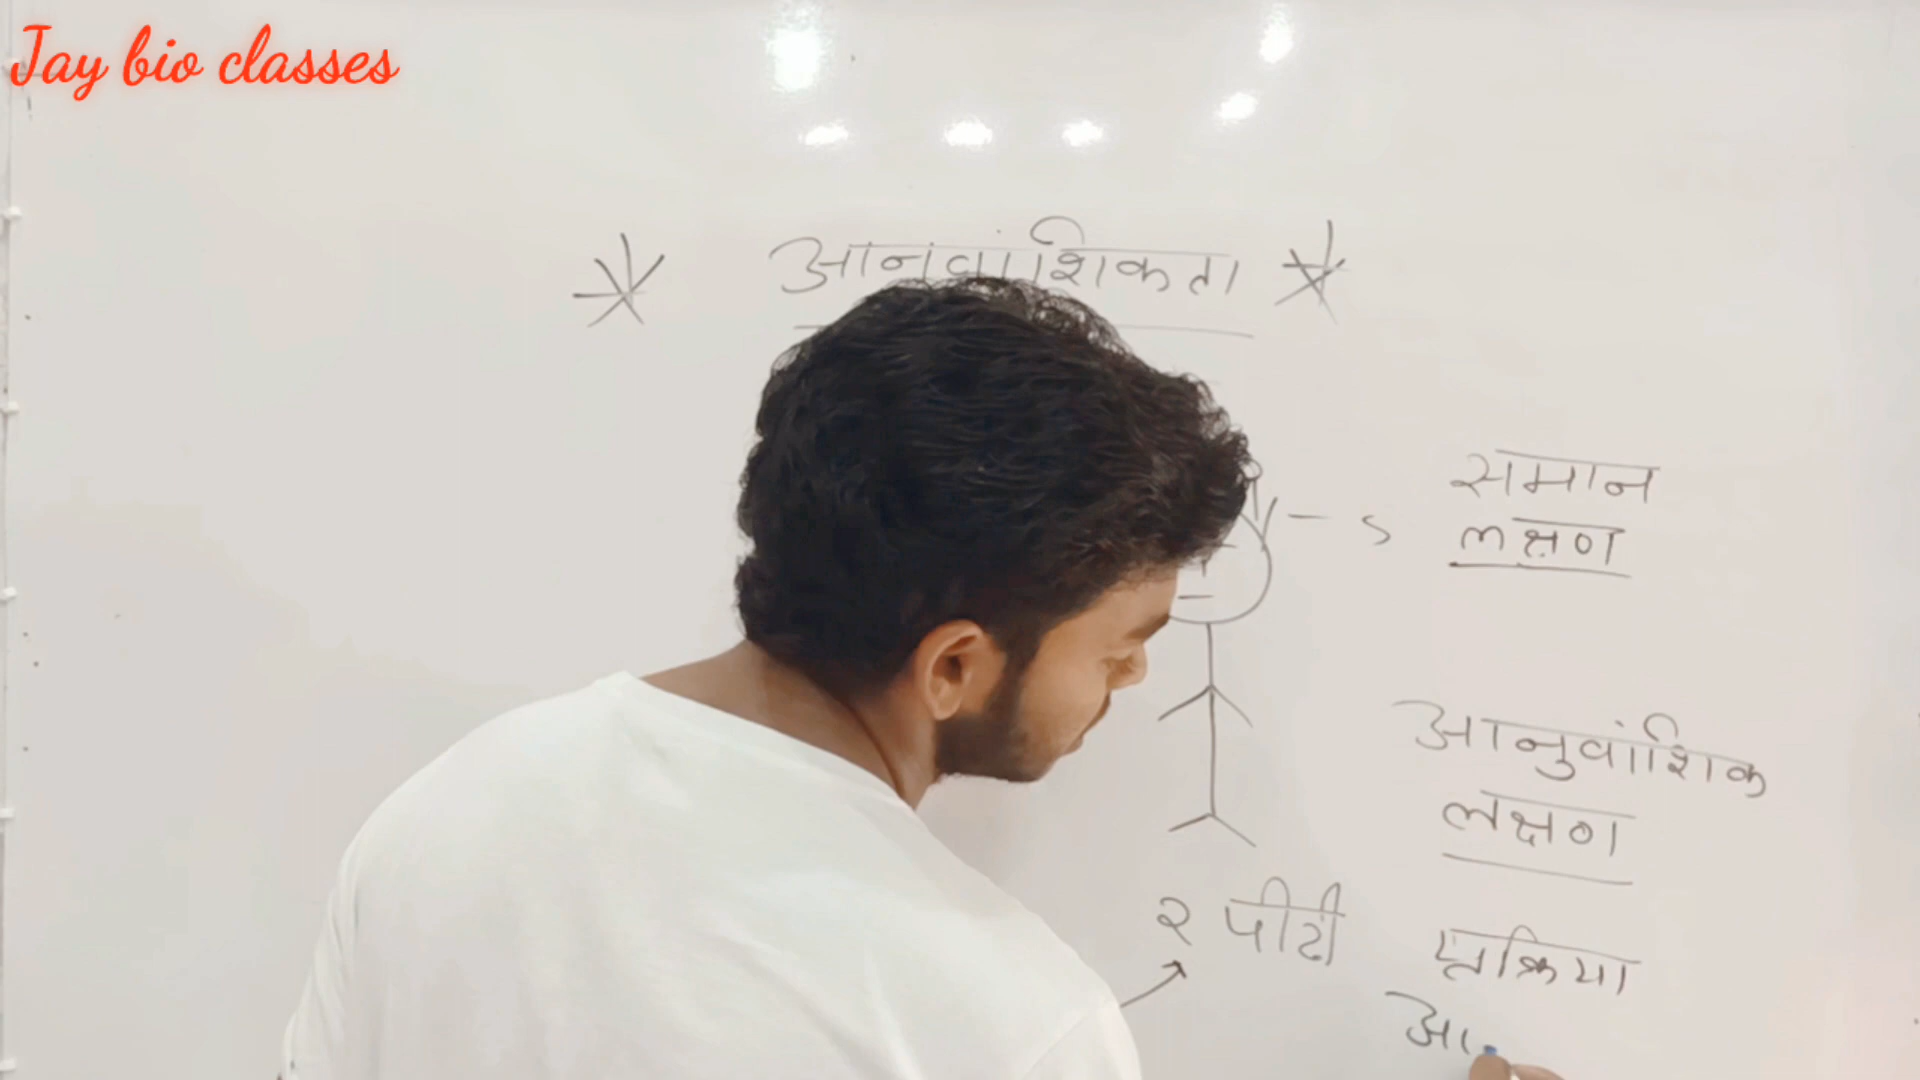 Jay bio classes
* आनुवांशिकता *
समान
लक्षण
आनुवांशिक
लक्षण
२ पीढी
प्रक्रिया
आ